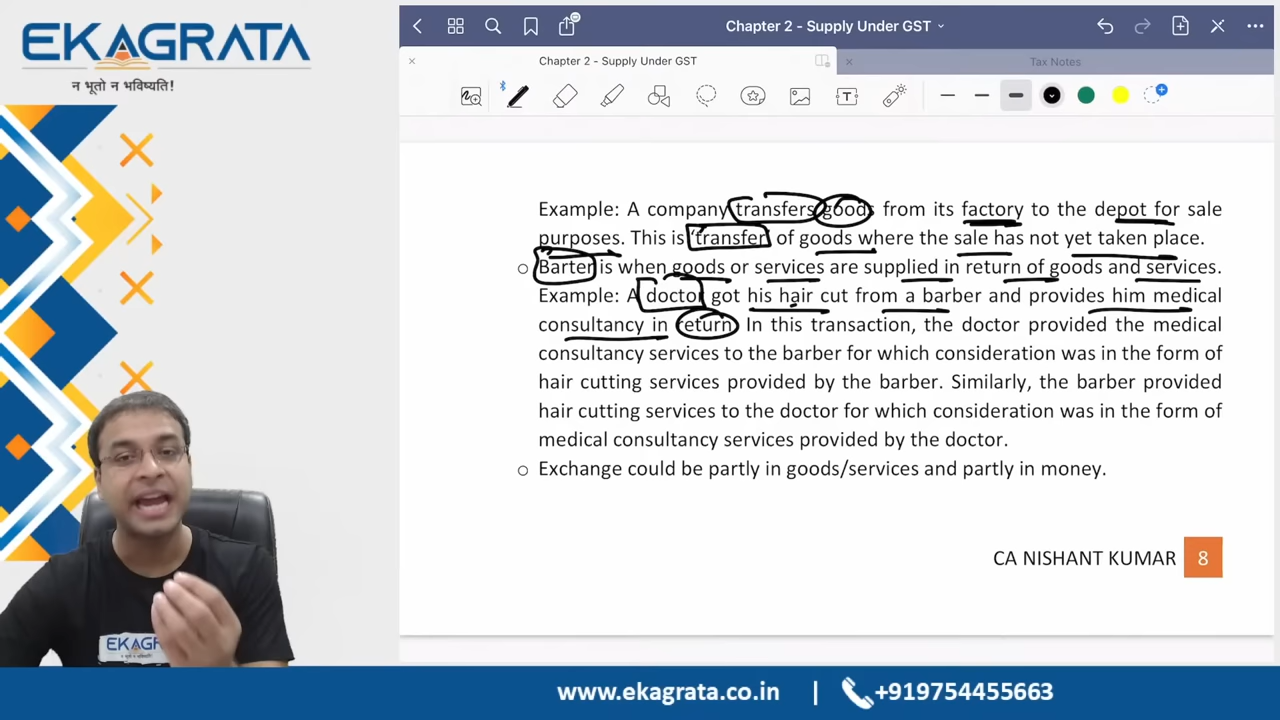 EKAGRATA
न भूतो न भविष्यति!
Chapter 2 - Supply Under GST
Chapter 2 - Supply Under GST
Tax Notes
Example: A company transfers goods from its factory to the depot for sale
purposes. This is ‘transfer’ of goods where the sale has not yet taken place.
Barter is when goods or services are supplied in return of goods and services.
Example: A doctor got his hair cut from a barber and provides him medical
consultancy in return. In this transaction, the doctor provided the medical
consultancy services to the barber for which consideration was in the form of
hair cutting services provided by the barber. Similarly, the barber provided
hair cutting services to the doctor for which consideration was in the form of
medical consultancy services provided by the doctor.
Exchange could be partly in goods/services and partly in money.
CA NISHANT KUMAR 8
EKAGRA
www.ekagrata.co.in | +919754455663